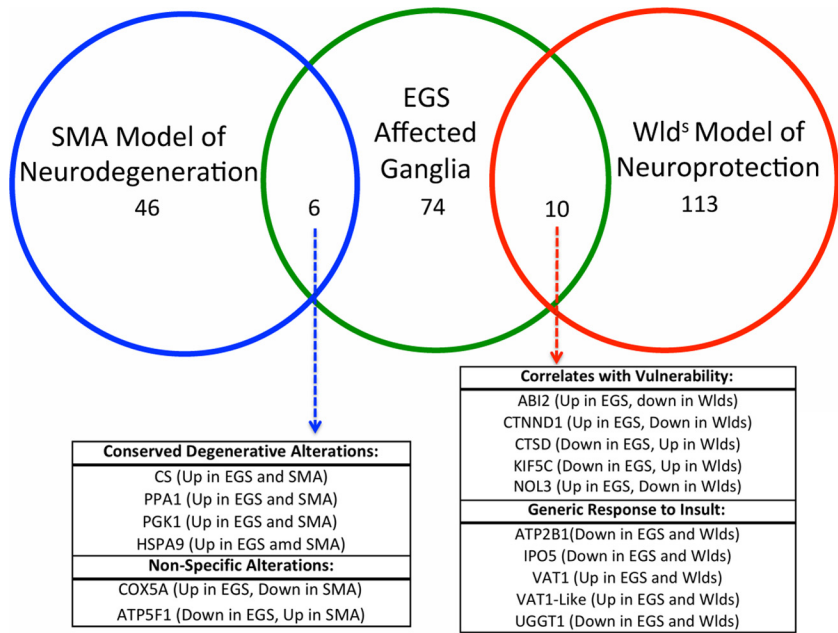 SMA Model of
Neurodegeneration
46
6
EGS
Affected
Ganglia
74
10
Wldˢ Model of
Neuroprotection
113
Conserved Degenerative Alterations:
CS (Up in EGS and SMA)
PPA1 (Up in EGS and SMA)
PGK1 (Up in EGS and SMA)
HSPA9 (Up in EGS amd SMA)
Non-Specific Alterations:
COX5A (Up in EGS, Down in SMA)
ATP5F1 (Down in EGS, Up in SMA)
Correlates with Vulnerability:
ABI2 (Up in EGS, down in Wlds)
CTNND1 (Up in EGS, Down in Wlds)
CTSD (Down in EGS, Up in Wlds)
KIF5C (Down in EGS, Up in Wlds)
NOL3 (Up in EGS, Down in Wlds)
Generic Response to Insult:
ATP2B1(Down in EGS and Wlds)
IPO5 (Down in EGS and Wlds)
VAT1 (Up in EGS and Wlds)
VAT1-Like (Up in EGS and Wlds)
UGGT1 (Down in EGS and Wlds)